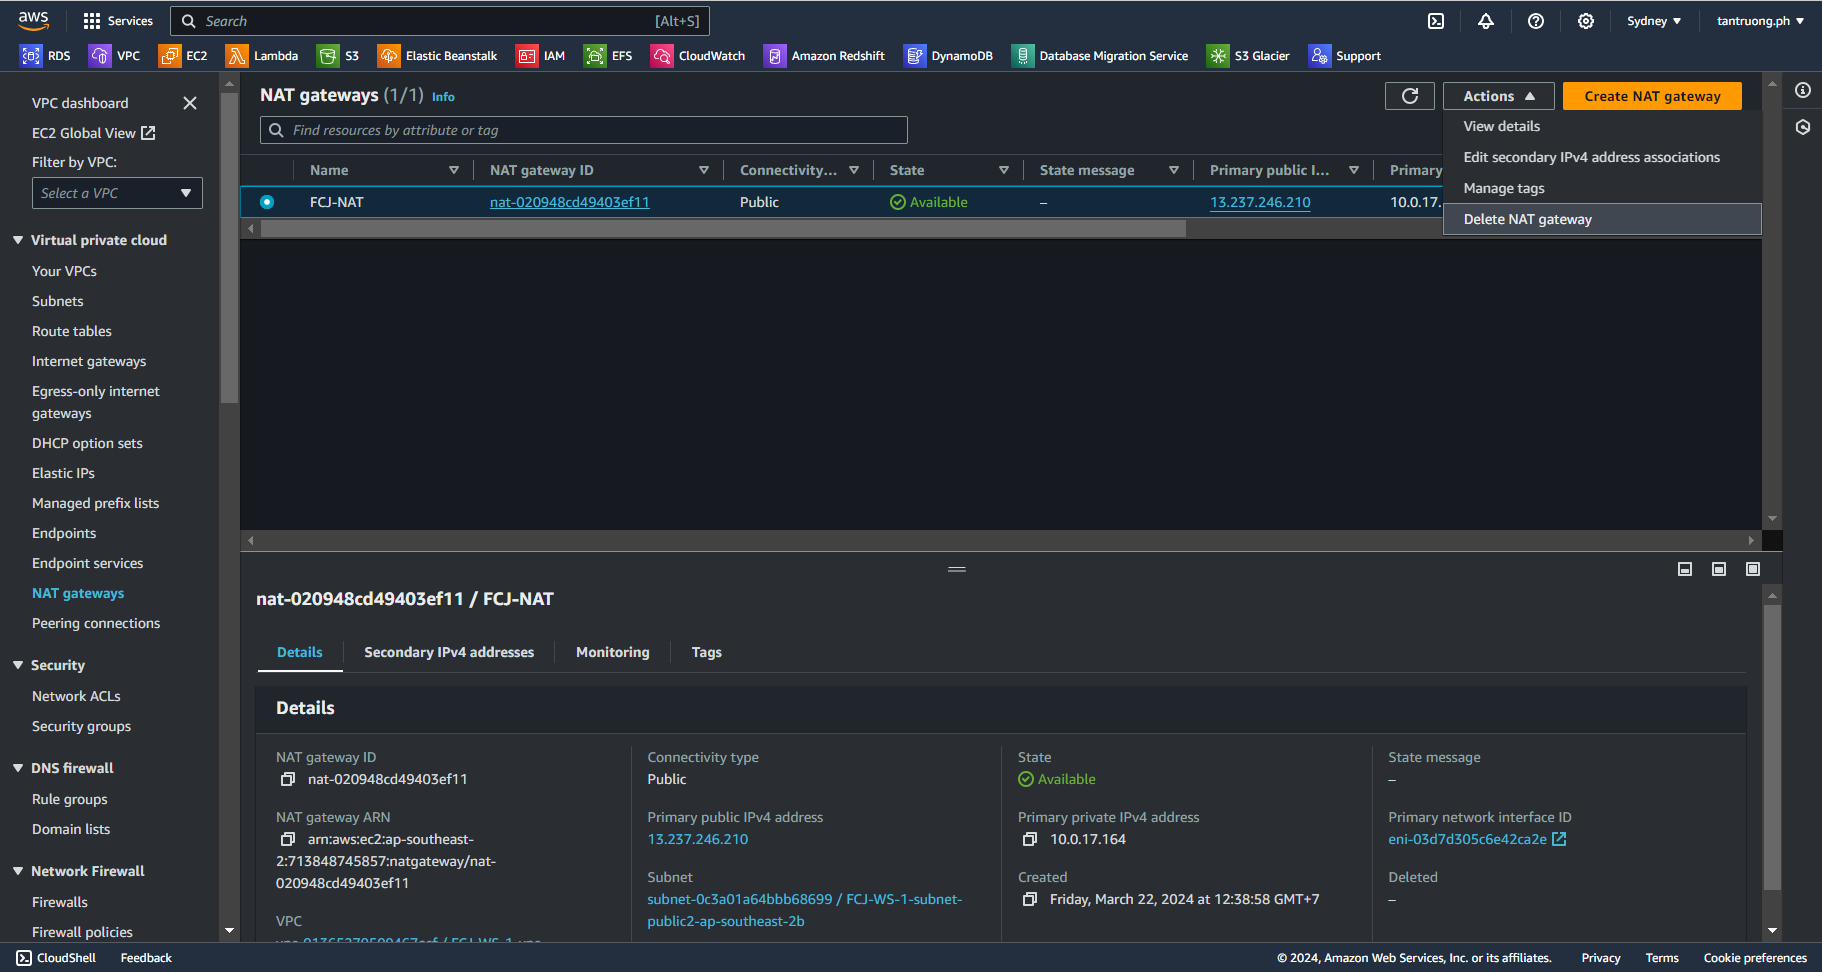 aws
Services
Search
[Alt+S]
Sydney
tantruong.ph
RDS
VPC
EC2
Lambda
S3
Elastic Beanstalk
IAM
EFS
CloudWatch
Amazon Redshift
DynamoDB
Database Migration Service
S3 Glacier
Support
VPC dashboard
EC2 Global View
Filter by VPC:
Select a VPC
Virtual private cloud
Your VPCs
Subnets
Route tables
Internet gateways
Egress-only internet
gateways
DHCP option sets
Elastic IPs
Managed prefix lists
Endpoints
Endpoint services
NAT gateways
Peering connections
Security
Network ACLs
Security groups
DNS firewall
Rule groups
Domain lists
Network Firewall
Firewalls
Firewall policies
NAT gateways (1/1) Info
Actions
Create NAT gateway
Find resources by attribute or tag
View details
Edit secondary IPv4 address associations
Manage tags
Delete NAT gateway
Name
NAT gateway ID
Connectivity...
State
State message
Primary public I...
Primary
FCJ-NAT
nat-020948cd49403ef11
Public
Available
–
13.237.246.210
10.0.17.
nat-020948cd49403ef11 / FCJ-NAT
Details
Secondary IPv4 addresses
Monitoring
Tags
Details
NAT gateway ID
nat-020948cd49403ef11
NAT gateway ARN
arn:aws:ec2:ap-southeast-
2:713848745857:natgateway/nat-
020948cd49403ef11
VPC
Connectivity type
Public
Primary public IPv4 address
13.237.246.210
Subnet
subnet-0c3a01a64bbb68699 / FCJ-WS-1-subnet-
public2-ap-southeast-2b
State
Available
Primary private IPv4 address
10.0.17.164
Created
Friday, March 22, 2024 at 12:38:58 GMT+7
State message
–
Primary network interface ID
eni-03d7d305c6e42ca2e
Deleted
–
CloudShell
Feedback
© 2024, Amazon Web Services, Inc. or its affiliates.
Privacy
Terms
Cookie preferences